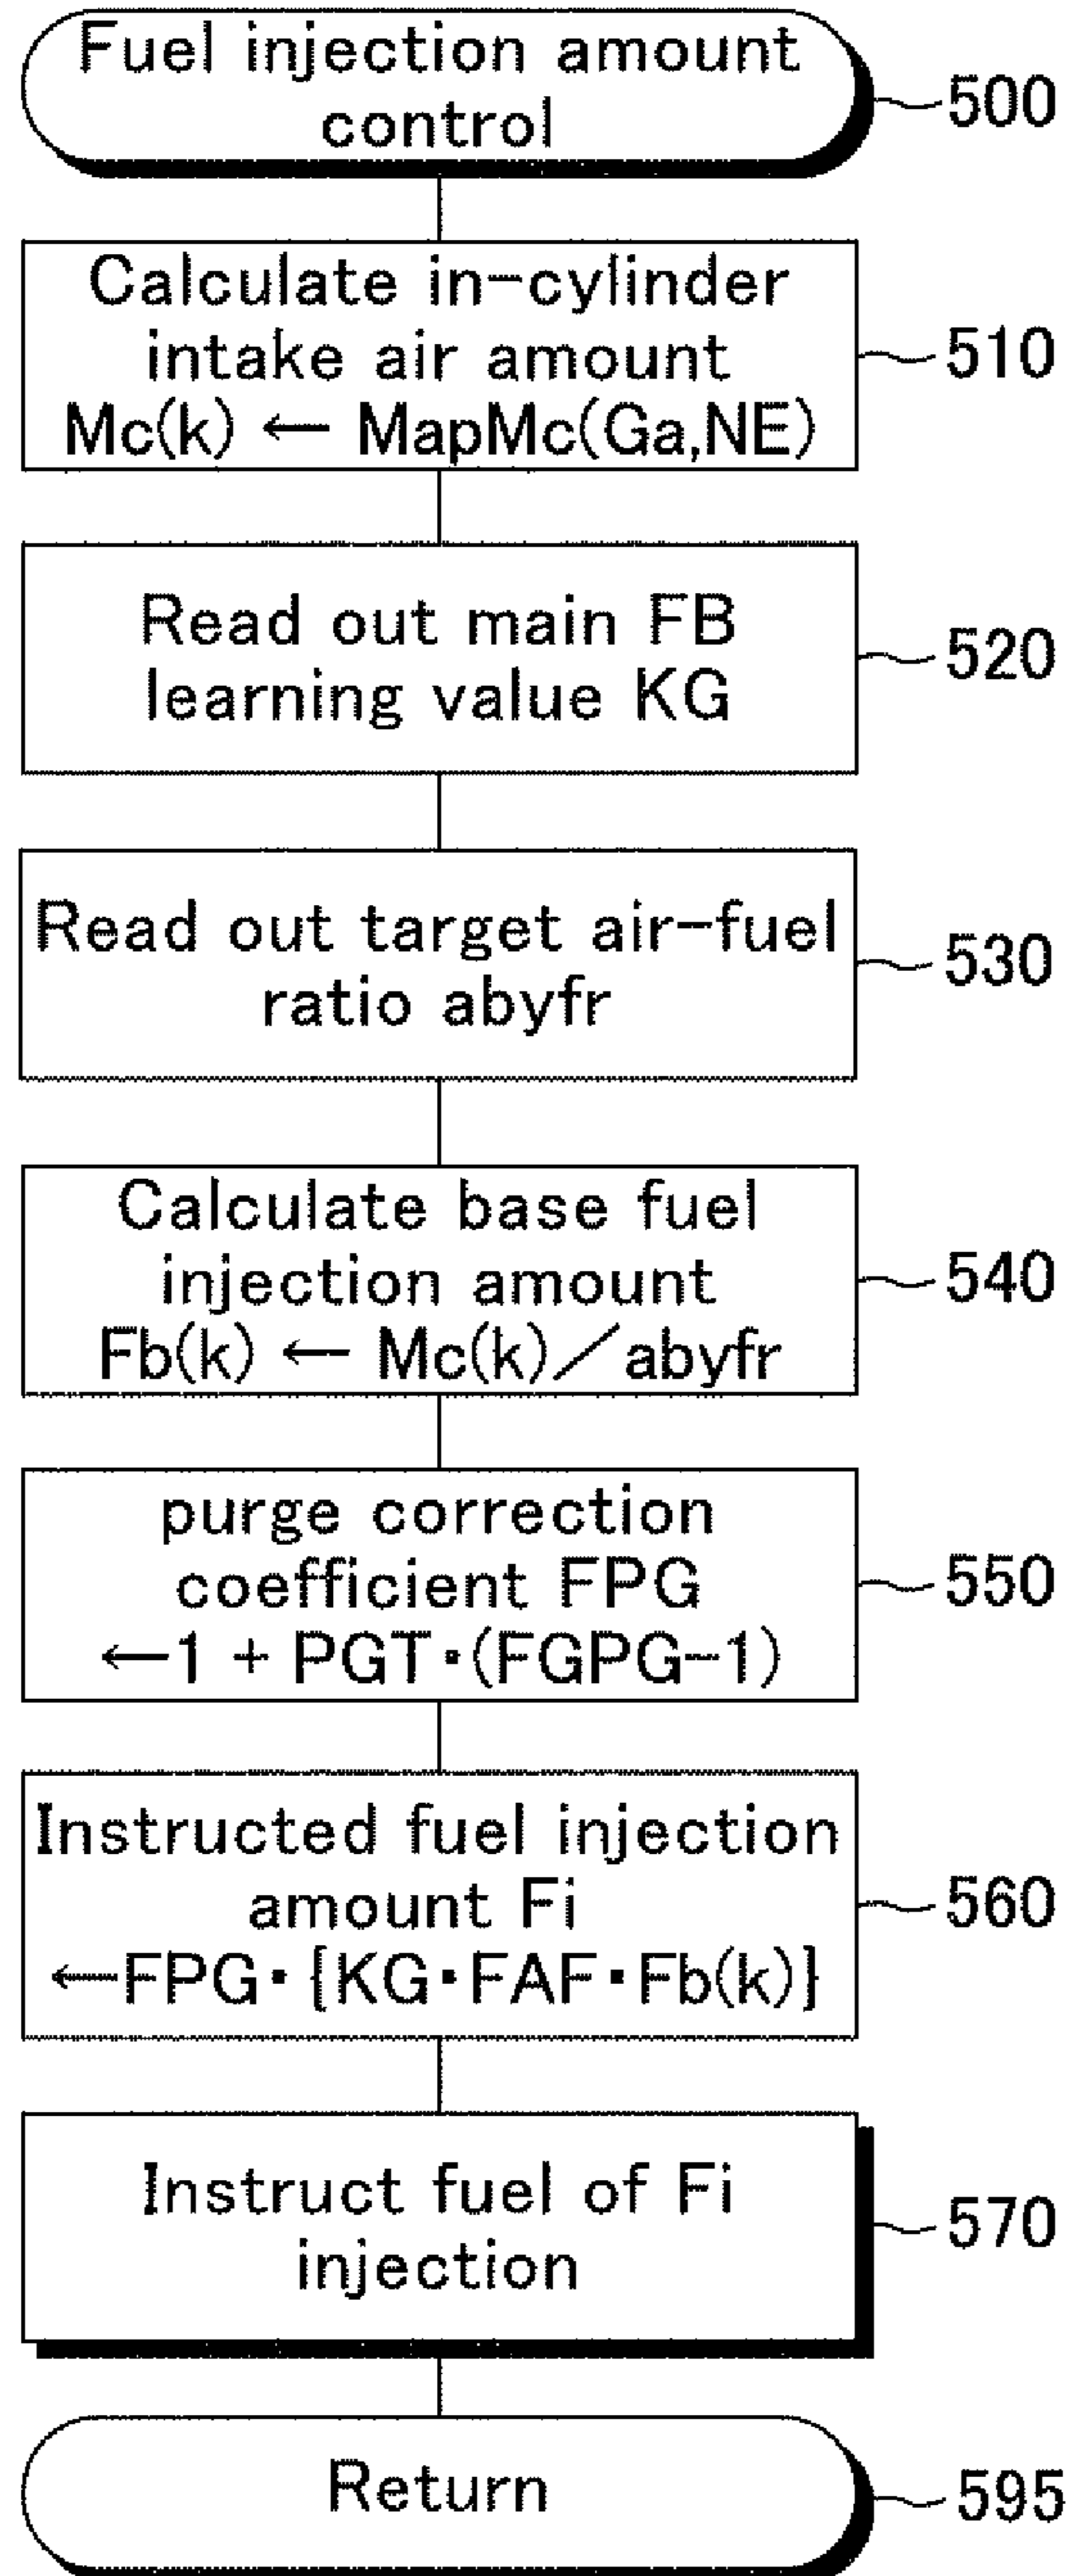 Fuel injection amount
control
500
Calculate in-cylinder
intake air amount
Mc(k) ← MapMc(Ga,NE)
510
Read out main FB
learning value KG
520
Read out target air-fuel
ratio abyfr
530
Calculate base fuel
injection amount
Fb(k) ← Mc(k)/abyfr
540
purge correction
coefficient FPG
←1 + PGT·(FGPG-1)
550
Instructed fuel injection
amount Fi
←FPG·{KG·FAF·Fb(k)}
560
Instruct fuel of Fi
injection
570
Return
595